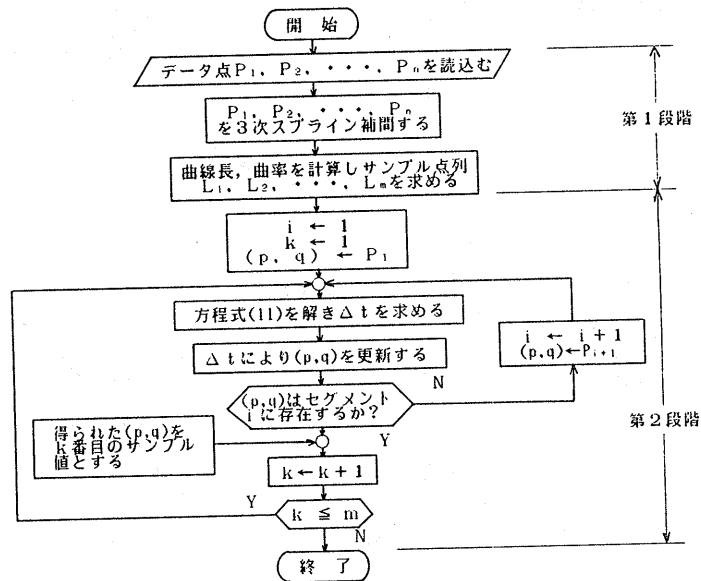 開 始
データ点P₁, P₂, ・・・, Pₙを読込む
P₁, P₂, ・・・, Pₙ
を3次スプライン補間する
曲線長, 曲率を計算しサンプル点列
L₁, L₂, ・・・, Lₘを求める
第1段階
i ← 1
k ← 1
(p, q) ← P₁
方程式(11)を解きΔtを求める
Δtにより(p,q)を更新する
i ← i+1
(p,q)←Pᵢ₊₁
N
(p,q)はセグメント
iに存在するか?
Y
第2段階
得られた(p,q)を
k番目のサンプル
値とする
k←k+1
Y
k ≦ m
N
終 了